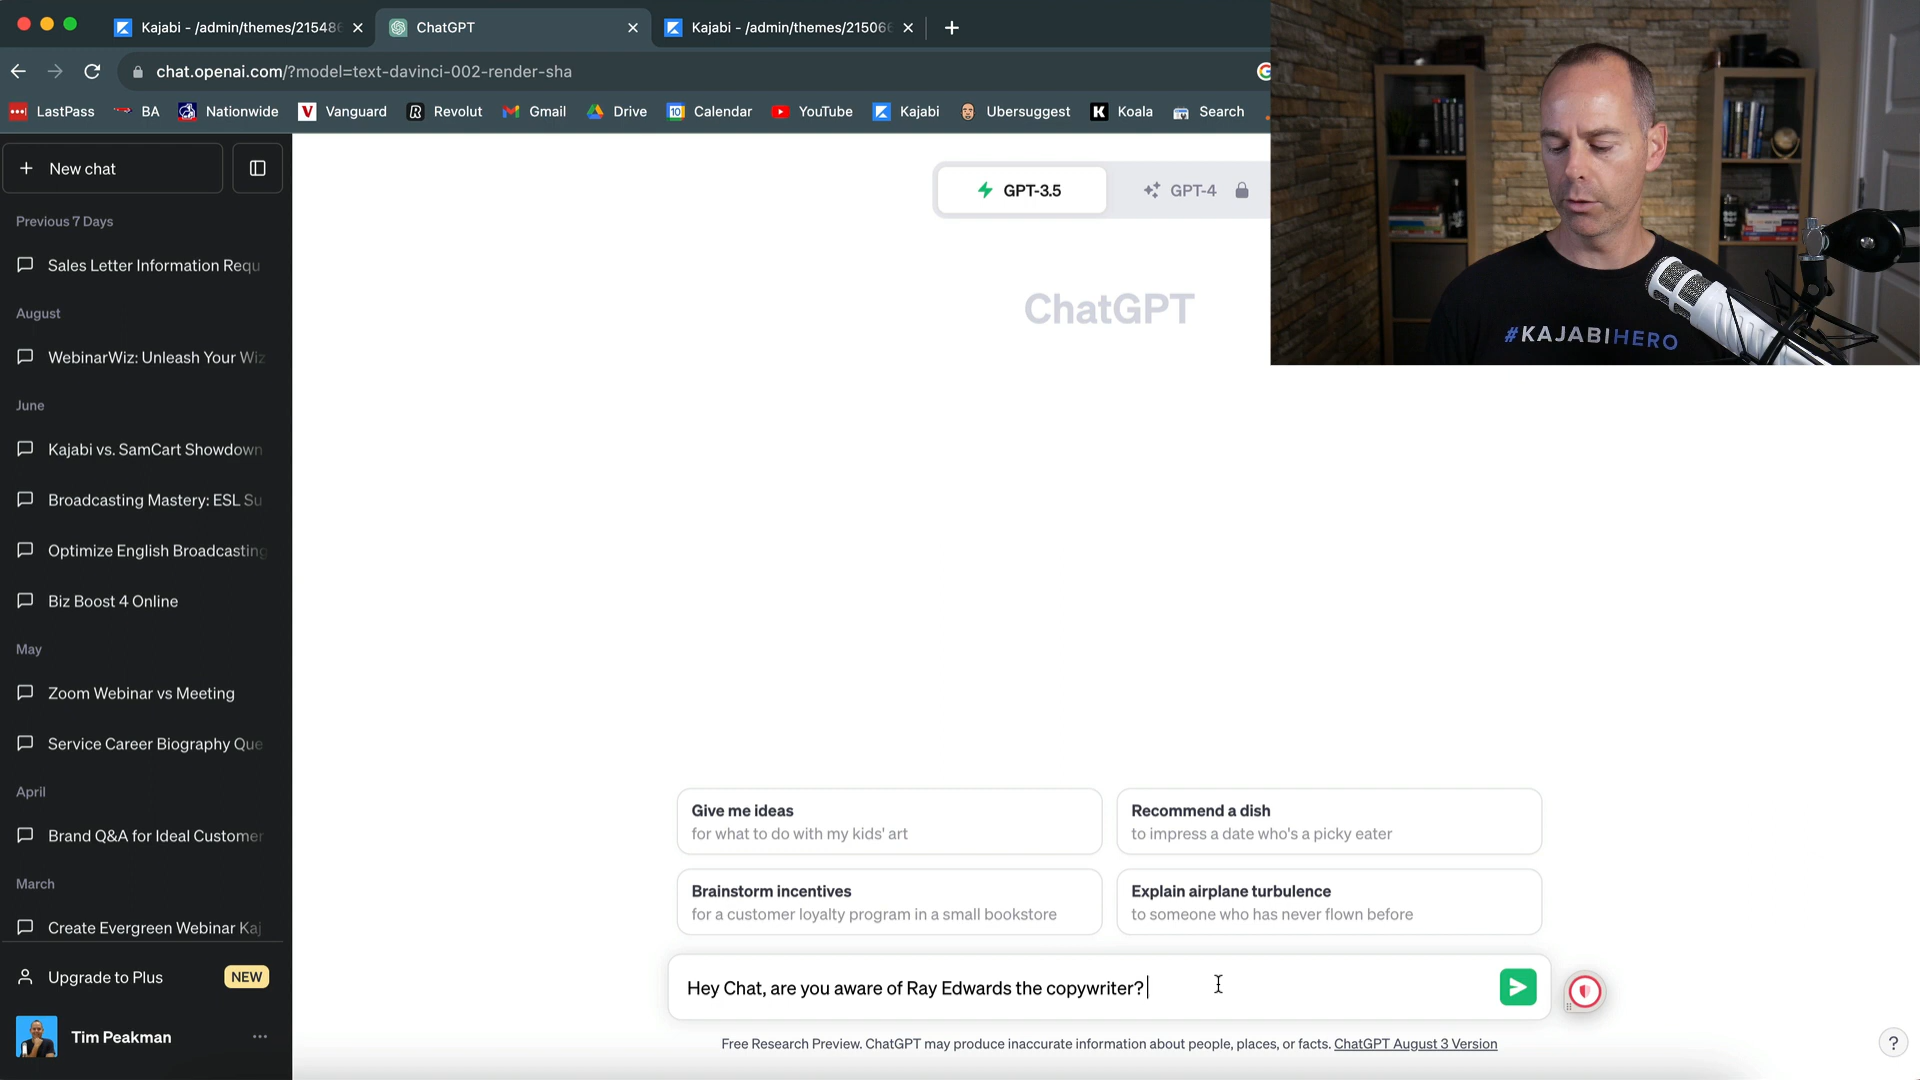 Kajabi - /admin/themes/21548
ChatGPT
Kajabi - /admin/themes/21506
chat.openai.com/?model=text-davinci-002-render-sha
LastPass
BA
Nationwide
Vanguard
Revolut
Gmail
Drive
Calendar
YouTube
Kajabi
Ubersuggest
Koala
Search
New chat
Previous 7 Days
Sales Letter Information Requ
August
WebinarWiz: Unleash Your Wiz
June
Kajabi vs. SamCart Showdown
Broadcasting Mastery: ESL Su
Optimize English Broadcasting
Biz Boost 4 Online
May
Zoom Webinar vs Meeting
Service Career Biography Que
April
Brand Q&A for Ideal Customer
March
Create Evergreen Webinar Kaj
Upgrade to Plus NEW
Tim Peakman
GPT-3.5
GPT-4
ChatGPT
#KAJABIHERO
Give me ideas
for what to do with my kids' art
Recommend a dish
to impress a date who's a picky eater
Brainstorm incentives
for a customer loyalty program in a small bookstore
Explain airplane turbulence
to someone who has never flown before
Hey Chat, are you aware of Ray Edwards the copywriter?
Free Research Preview. ChatGPT may produce inaccurate information about people, places, or facts. ChatGPT August 3 Version
?